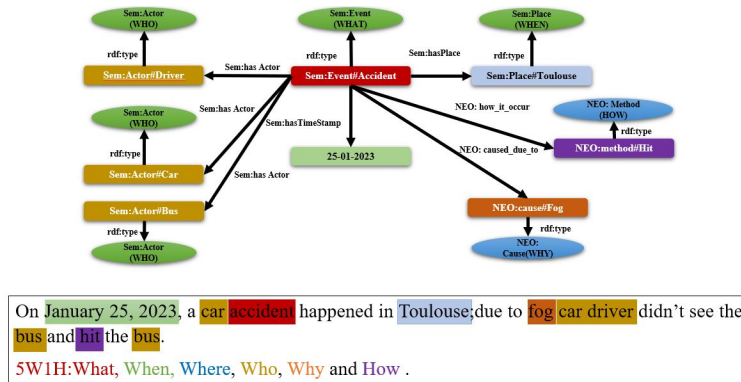 Sem:Actor
(WHO)
Sem:Event
(WHAT)
Sem:Place
(WHEN)
rdf:type
rdf:type
Sem:hasPlace
rdf:type
Sem:Actor#Driver
Sem:has Actor
Sem:Event#Accident
Sem:Place#Toulouse
Sem:has Actor
NEO: how_it_occur
NEO: Method
(HOW)
Sem:Actor
(WHO)
Sem:hasTimeStamp
rdf:type
rdf:type
NEO: caused_due_to
25-01-2023
NEO:method#Hit
Sem:Actor#Car
Sem:has Actor
Sem:Actor#Bus
NEO:cause#Fog
rdf:type
rdf:type
Sem:Actor
(WHO)
NEO:
Cause(WHY)
On January 25, 2023, a car accident happened in Toulouse;due to fog car driver didn't see the
bus and hit the bus.
5W1H:What, When, Where, Who, Why and How .